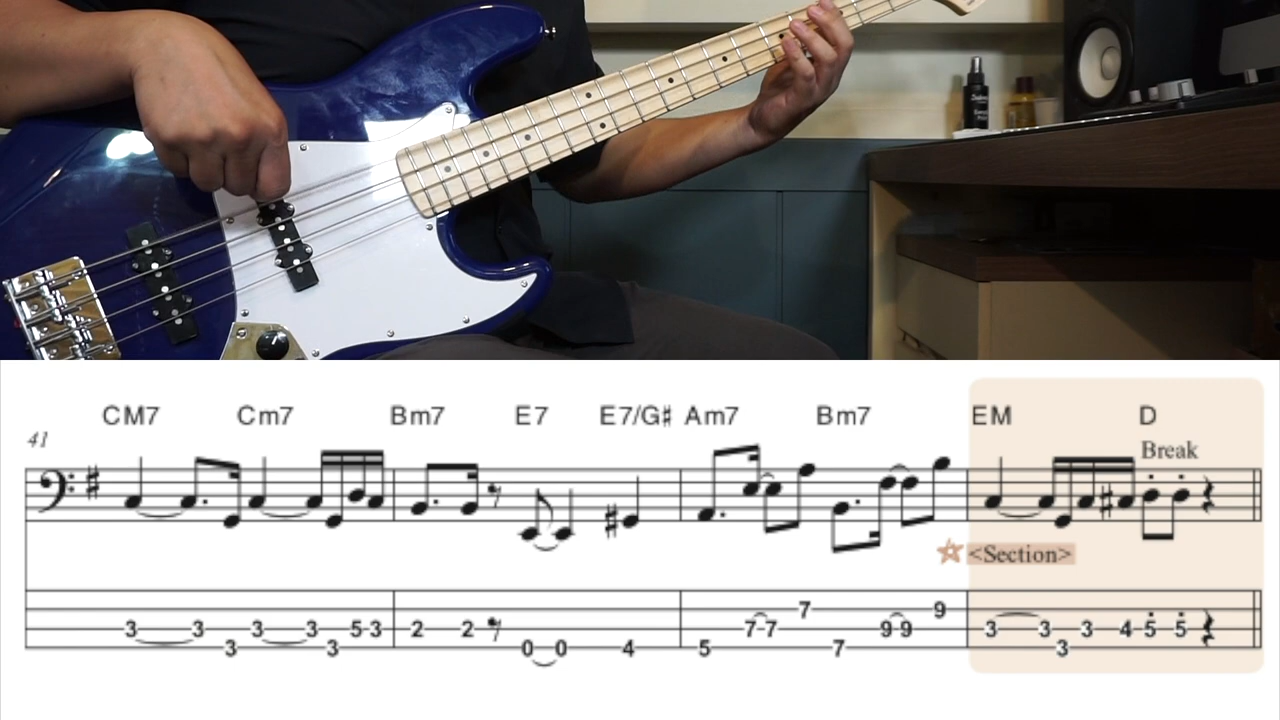 CM7 Cm7 Bm7 E7 E7/G♯ Am7 Bm7 EM D
41 Break
<Section>
7 7 9
3 3 3 3 5 3 2 2 7 7 9 9 3 3 3 4 5 5
3 3 0 0 4 5 7 3